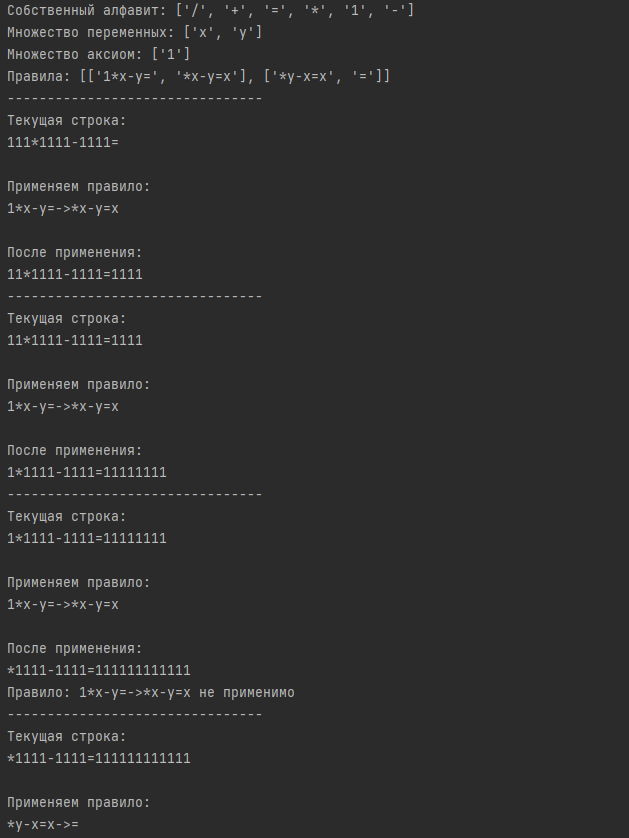 Собственный алфавит: ['/', '+', '=', '*', '1', '-']
Множество переменных: ['x', 'y']
Множество аксиом: ['1']
Правила: [['1*x-y=', '*x-y=x'], ['*y-x=x', '=']]
--------------------------------
Текущая строка:
111*1111-1111=
Применяем правило:
1*x-y=->*x-y=x
После применения:
11*1111-1111=1111
--------------------------------
Текущая строка:
11*1111-1111=1111
Применяем правило:
1*x-y=->*x-y=x
После применения:
1*1111-1111=11111111
--------------------------------
Текущая строка:
1*1111-1111=11111111
Применяем правило:
1*x-y=->*x-y=x
После применения:
*1111-1111=111111111111
Правило: 1*x-y=->*x-y=x не применимо
--------------------------------
Текущая строка:
*1111-1111=111111111111
Применяем правило:
*y-x=x->=